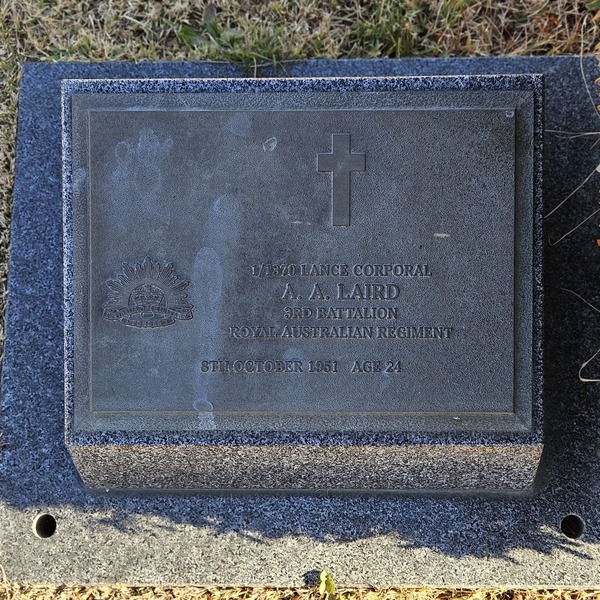 1/1370 LANCE CORPORAL
A. A. LAIRD
3RD BATTALION
ROYAL AUSTRALIAN REGIMENT
8TH OCTOBER 1951 AGE 24